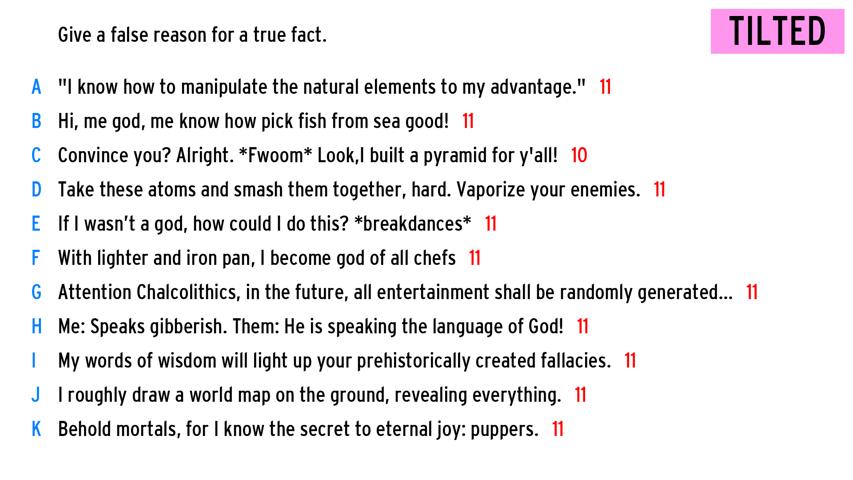 Give a false reason for a true fact.
TILTED
A "I know how to manipulate the natural elements to my advantage." 11
B Hi, me god, me know how pick fish from sea good! 11
C Convince you? Alright. *Fwoom* Look,I built a pyramid for y'all! 10
D Take these atoms and smash them together, hard. Vaporize your enemies. 11
E If I wasn’t a god, how could I do this? *breakdances* 11
F With lighter and iron pan, I become god of all chefs 11
G Attention Chalcolithics, in the future, all entertainment shall be randomly generated... 11
H Me: Speaks gibberish. Them: He is speaking the language of God! 11
I My words of wisdom will light up your prehistorically created fallacies. 11
J I roughly draw a world map on the ground, revealing everything. 11
K Behold mortals, for I know the secret to eternal joy: puppers. 11